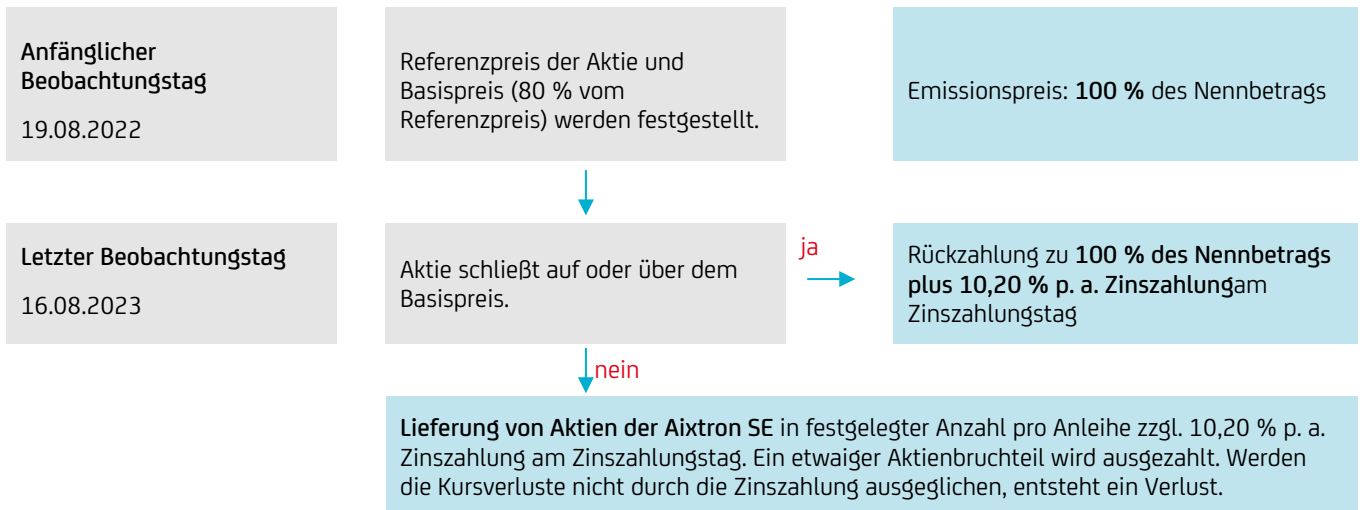 Anfänglicher
Beobachtungstag
19.08.2022
Referenzpreis der Aktie und
Basispreis (80 % vom
Referenzpreis) werden festgestellt.
Emissionspreis: 100 % des Nennbetrags
Letzter Beobachtungstag
16.08.2023
Aktie schließt auf oder über dem
Basispreis.
ja
Rückzahlung zu 100 % des Nennbetrags
plus 10,20 % p. a. Zinszahlungam
Zinszahlungstag
nein
Lieferung von Aktien der Aixtron SE in festgelegter Anzahl pro Anleihe zzgl. 10,20 % p. a.
Zinszahlung am Zinszahlungstag. Ein etwaiger Aktienbruchteil wird ausgezahlt. Werden
die Kursverluste nicht durch die Zinszahlung ausgeglichen, entsteht ein Verlust.